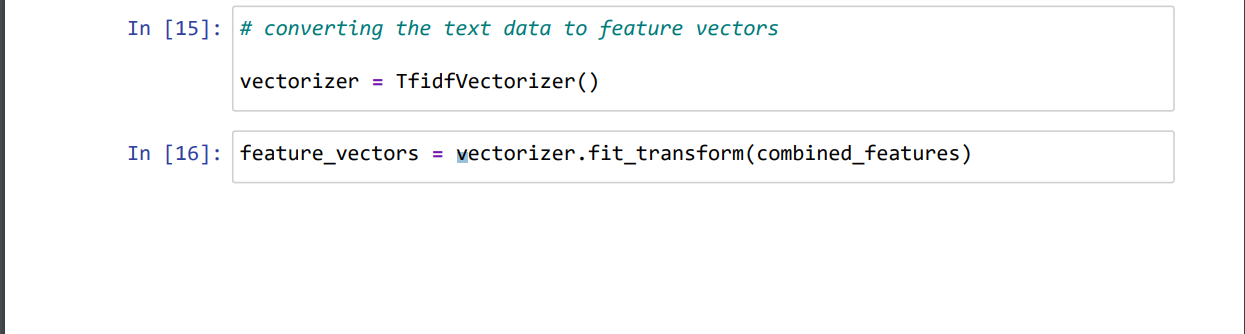 In [15]: # converting the text data to feature vectors
vectorizer = TfidfVectorizer()
In [16]: feature_vectors = vectorizer.fit_transform(combined_features)